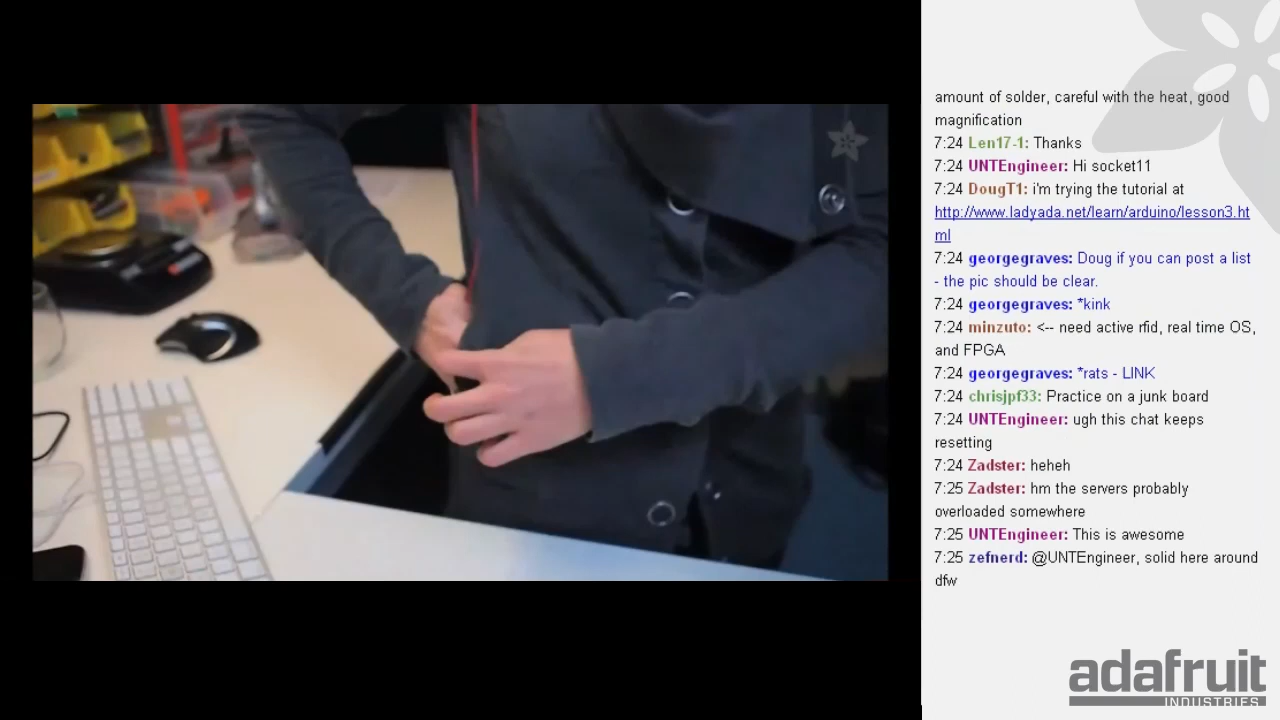 amount of solder, careful with the heat, good
magnification
7:24 Len17-1: Thanks
7:24 UNTEngineer: Hi socket11
7:24 DougT1: i'm trying the tutorial at
http://www.ladyada.net/learn/arduino/lesson3.ht
ml
7:24 georgegraves: Doug if you can post a list
- the pic should be clear.
7:24 georgegraves: *kink
7:24 minzuto: <-- need active rfid, real time OS,
and FPGA
7:24 georgegraves: *rats - LINK
7:24 chrisjpf33: Practice on a junk board
7:24 UNTEngineer: ugh this chat keeps
resetting
7:24 Zadster: heheh
7:25 Zadster: hm the servers probably
overloaded somewhere
7:25 UNTEngineer: This is awesome
7:25 zefnerd: @UNTEngineer, solid here around
dfw
adafruit
INDUSTRIES